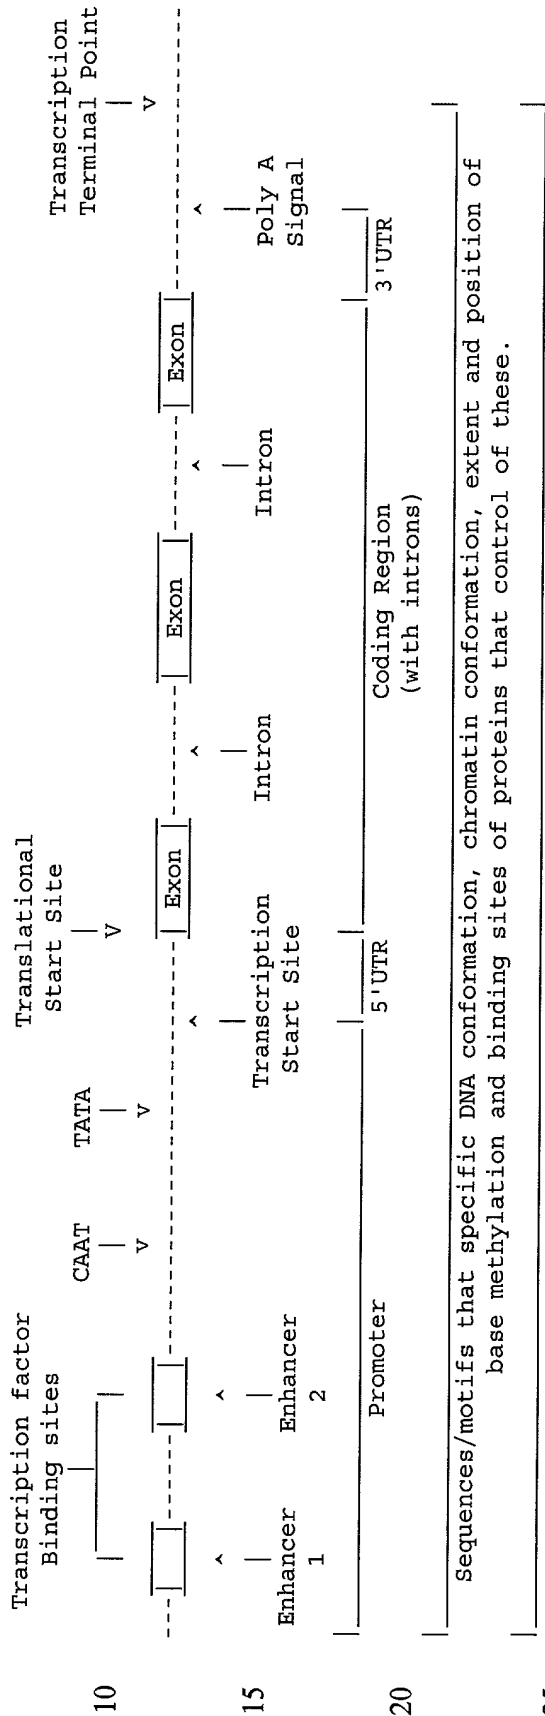 Transcription factor
Binding sites
CAAT
TATA
Translational
Start Site
Transcription
Terminal Point
10
Exon
Exon
Exon
15
Enhancer
1
Enhancer
2
Transcription
Start Site
Intron
Intron
Poly A
Signal
Promoter
5'UTR
Coding Region
(with introns)
3'UTR
20
Sequences/motifs that specific DNA conformation, chromatin conformation, extent and position of
base methylation and binding sites of proteins that control of these.